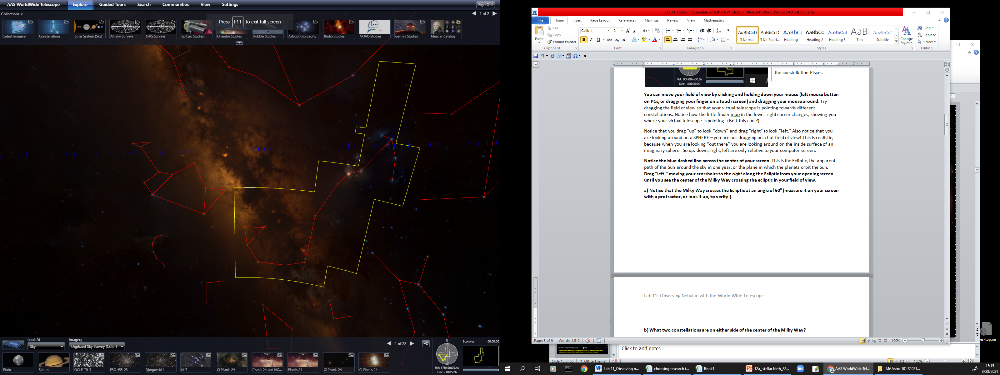 AAS WorldWide Telescope Explore Guided Tours Search Communities View Settings Sign Out
Collections >
1 of 2
Press F11 to exit full screen
Latest Imagery Constellations Solar System (Sky) All-Sky Surveys HiPS Surveys Spitzer Studies Chandra Studies Hubble Studies Astrophotography Radio Studies NOAO Studies Gemini Studies Messier Catalog
Look At Imagery
Sky Digitized Sky Survey (Color)
1 of 28
N
Scorpius 60:00:00
RA: 17h45m05.4s
Dec: -30:05:26
Pluto Saturn OGLE-TR-3 ESO 455-23 Djorgovski 1 M 7 Cl Pismis 24 Pismis 24 and NG... Pismis 24 Cl Pismis 24 Cl Pismis 24
Lab 11_Observing nebulae with the WWT.docx - Microsoft Word (Product Activation Failed)
File Home Insert Page Layout References Mailings Review View Mathematics
Paste Cut Copy Format Painter
Calibri 12
AaBbCcD AaBbCcD AaBbC AaBbCc AaBbCcI AaBl AaBbCcL
¶ Normal ¶ No Spaci... Heading 1 Heading 2 Heading 3 Title Subtitle
Change Styles
Find Replace Select
Clipboard Font Paragraph Styles Editing
the constellation Pisces.
RA: 00h00m00.0s
Dec: +00:00:00
You can move your field of view by clicking and holding down your mouse (left mouse button
on PCs, or dragging your finger on a touch screen) and dragging your mouse around. Try
dragging the field of view so that your virtual telescope is pointing towards different
constellations. Notice how the little finder map in the lower right corner changes, showing you
where your virtual telescope is pointing! (Isn't this cool?)
Notice that you drag “up” to look “down” and drag “right” to look “left.” Also notice that you
are looking around on a SPHERE – you are not dragging on a flat field of view! This is realistic,
because when you are looking “out there” you are looking around on the inside surface of an
imaginary sphere. So up, down, right, left are only relative to your computer screen.
Notice the blue dashed line across the center of your screen. This is the Ecliptic, the apparent
path of the Sun around the sky in one year, or the plane in which the planets orbit the Sun.
Drag “left,” moving your crosshairs to the right along the Ecliptic from your opening screen
until you see the center of the Milky Way crossing the ecliptic in your field of view.
a) Notice that the Milky Way crosses the Ecliptic at an angle of 60⁰ (measure it on your screen
with a protractor, or look it up, to verify!).
Lab 11: Observing Nebulae with the World Wide Telescope
b) What two constellations are on either side of the center of the Milky Way?
Page: 3 of 9 Words: 1,512 100%
Click to add notes
Slide 15 of 50 "1_Office Theme" 103%
esktop.ini
Lab 11_Observing n... choosing research t... Book1 12a_ stellar birth_S2... AAS WorldWide Tel... M:\Astro 101 S2021...
15:15
3/28/2021